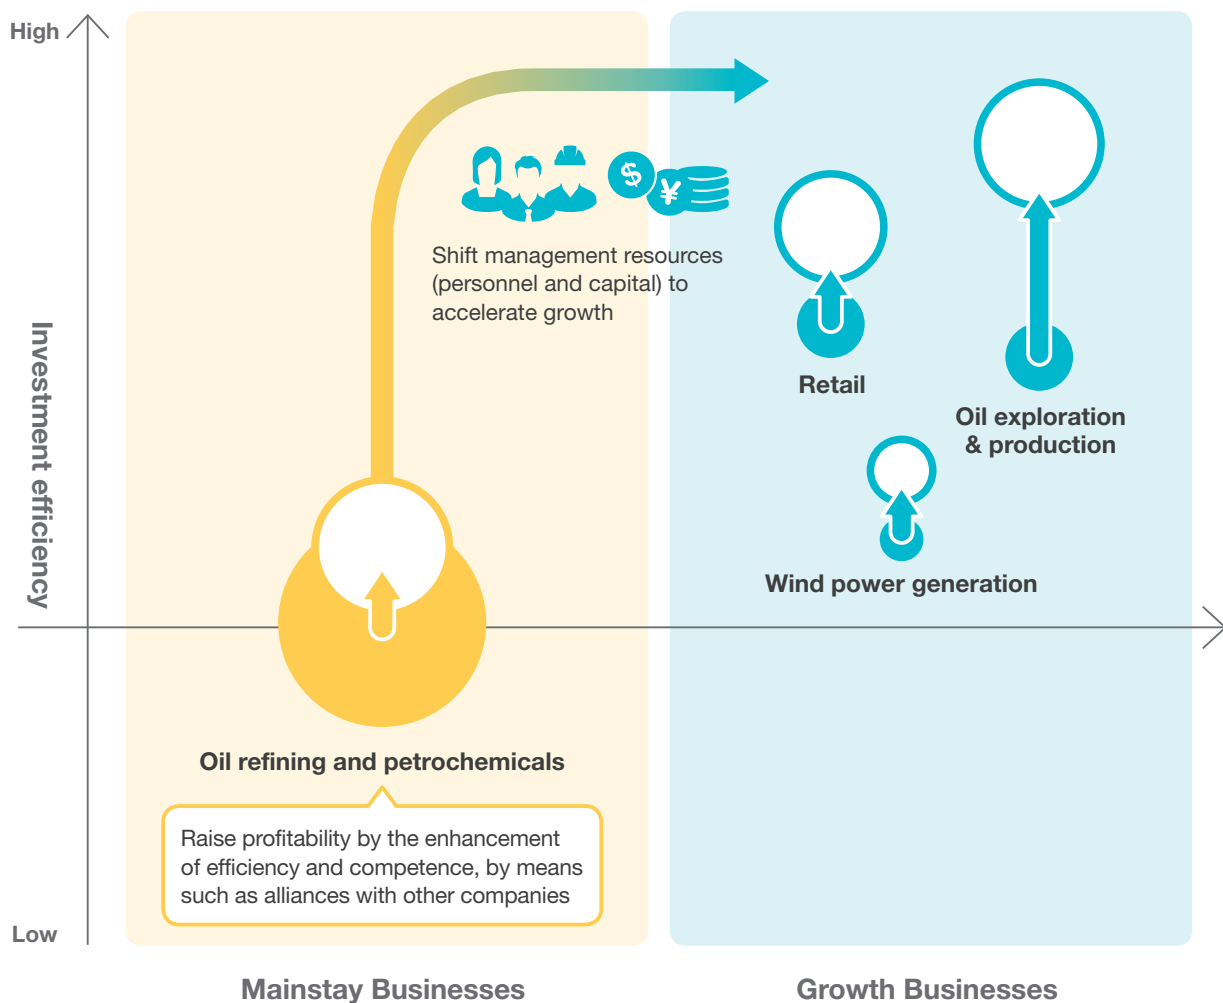 High
$
¥
Shift management resources
(personnel and capital) to
accelerate growth
Retail
Oil exploration
& production
Wind power generation
Investment efficiency
Oil refining and petrochemicals
Raise profitability by the enhancement
of efficiency and competence, by means
such as alliances with other companies
Low
Mainstay Businesses
Growth Businesses